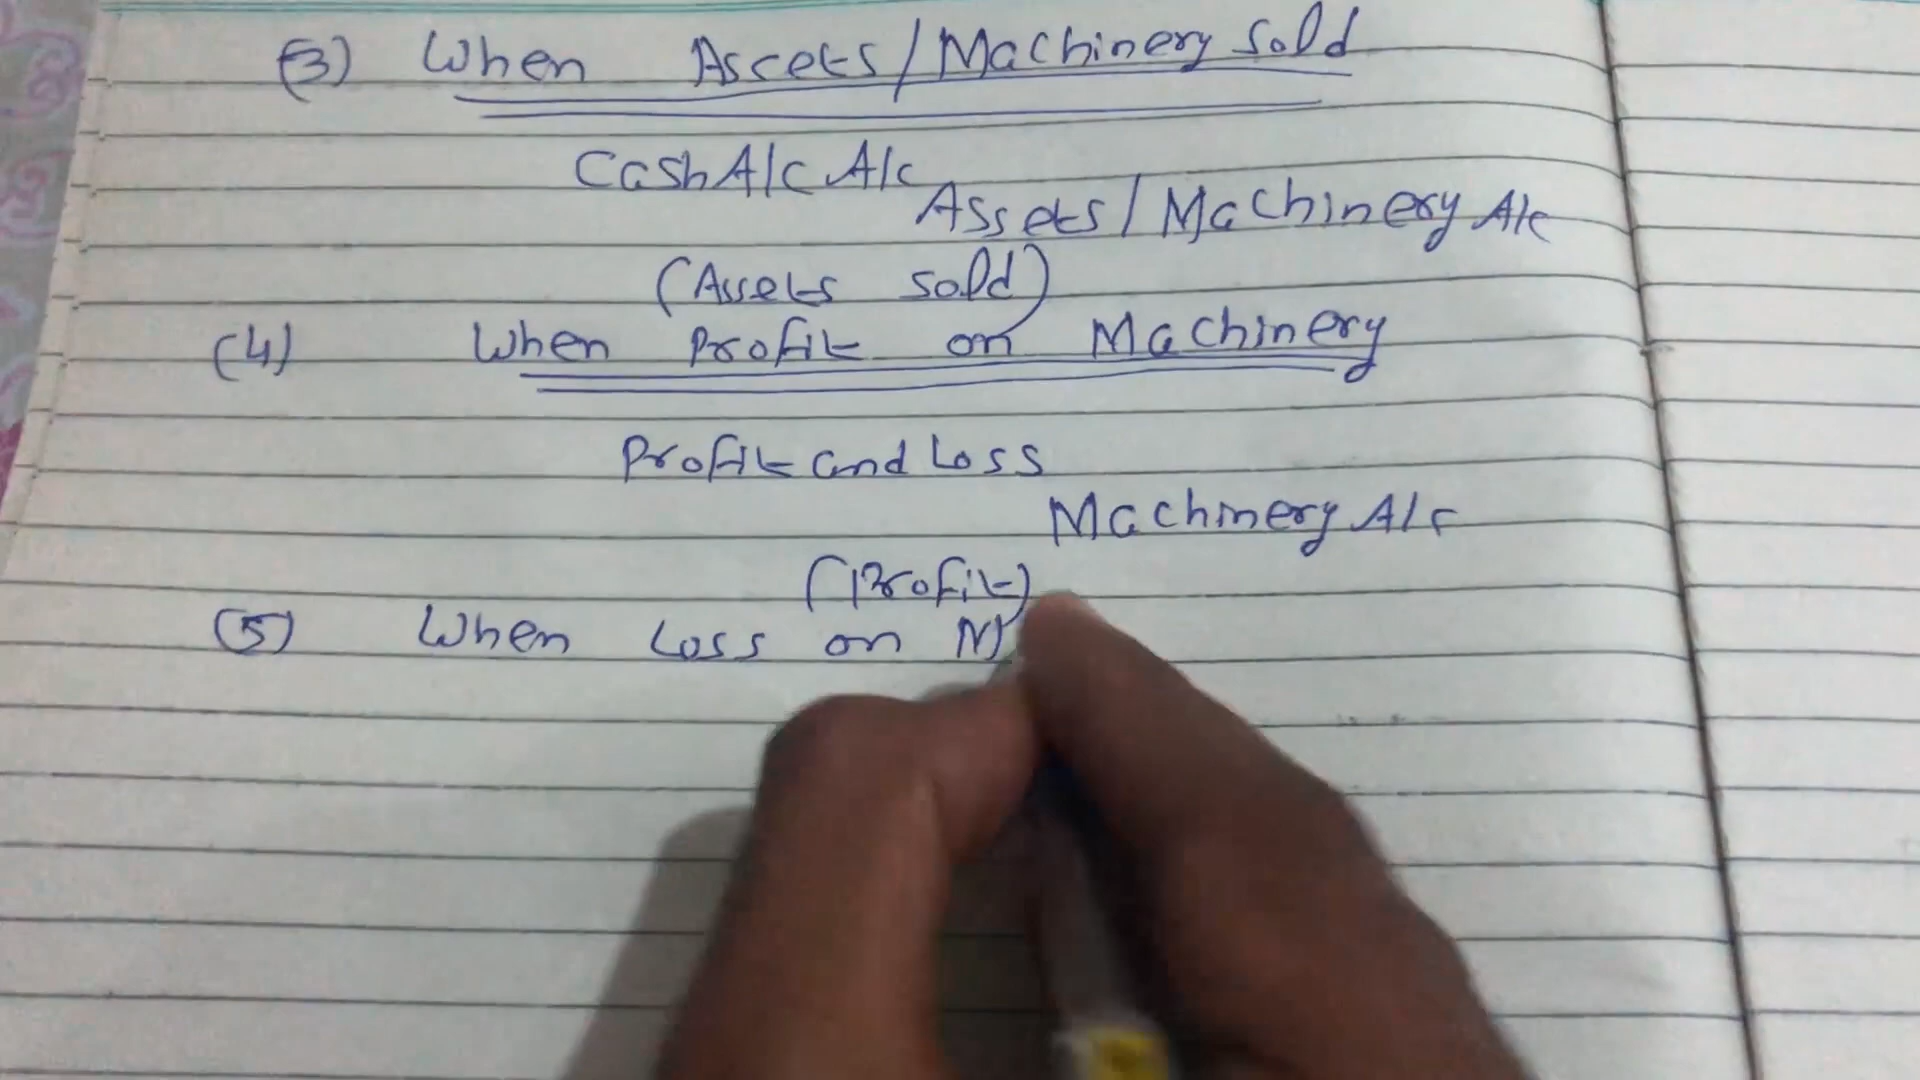 (3) When Ascets/Machinery Sold
Cash A/c A/c
Assets/Machinery A/c
(Assets sold)
(4) When Profit on Machinery
Profit and Loss
Machinery A/c
(Profit)
(5) When Loss on M